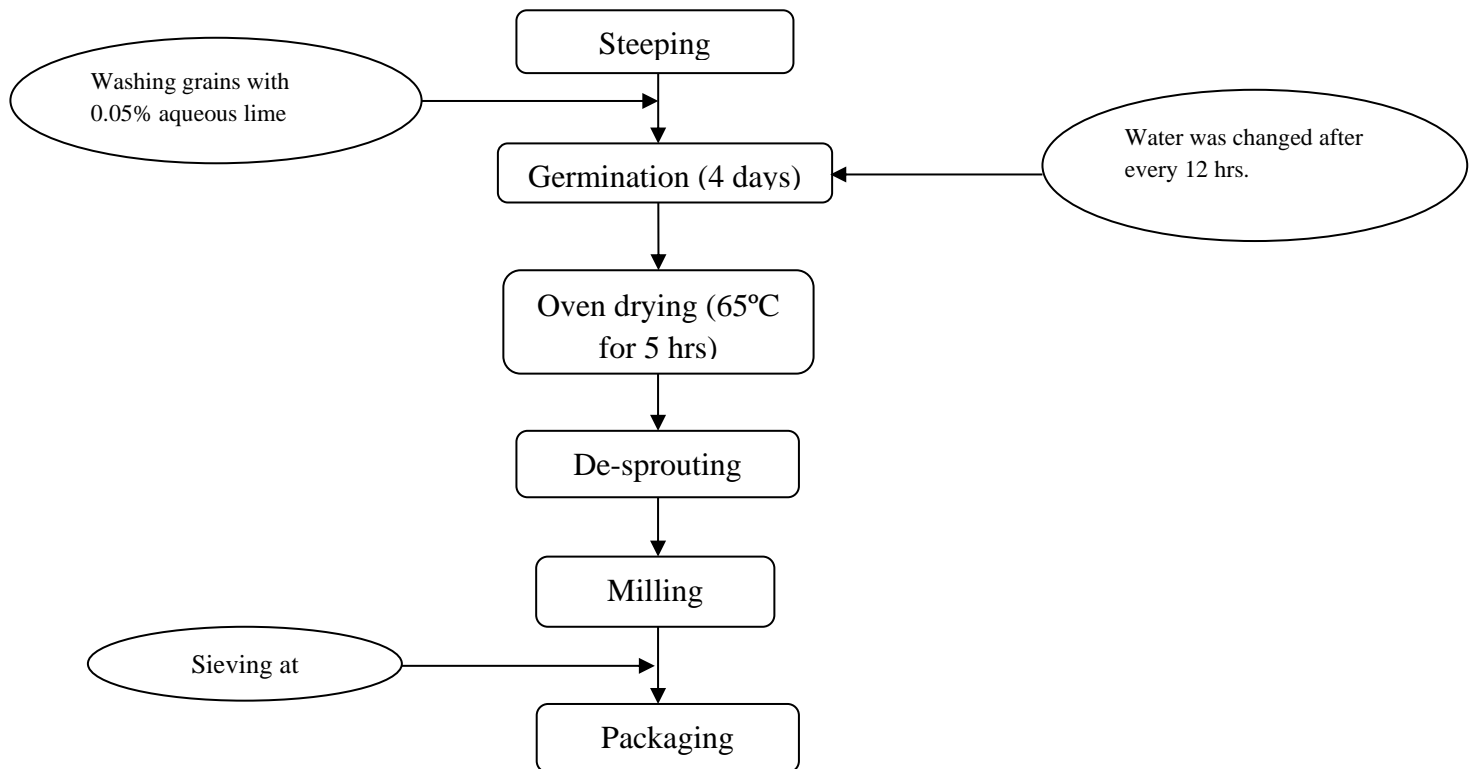 Steeping
Washing grains with
0.05% aqueous lime
Water was changed after
every 12 hrs.
Germination (4 days)
Oven drying (65ºC
for 5 hrs)
De-sprouting
Milling
Sieving at
Packaging